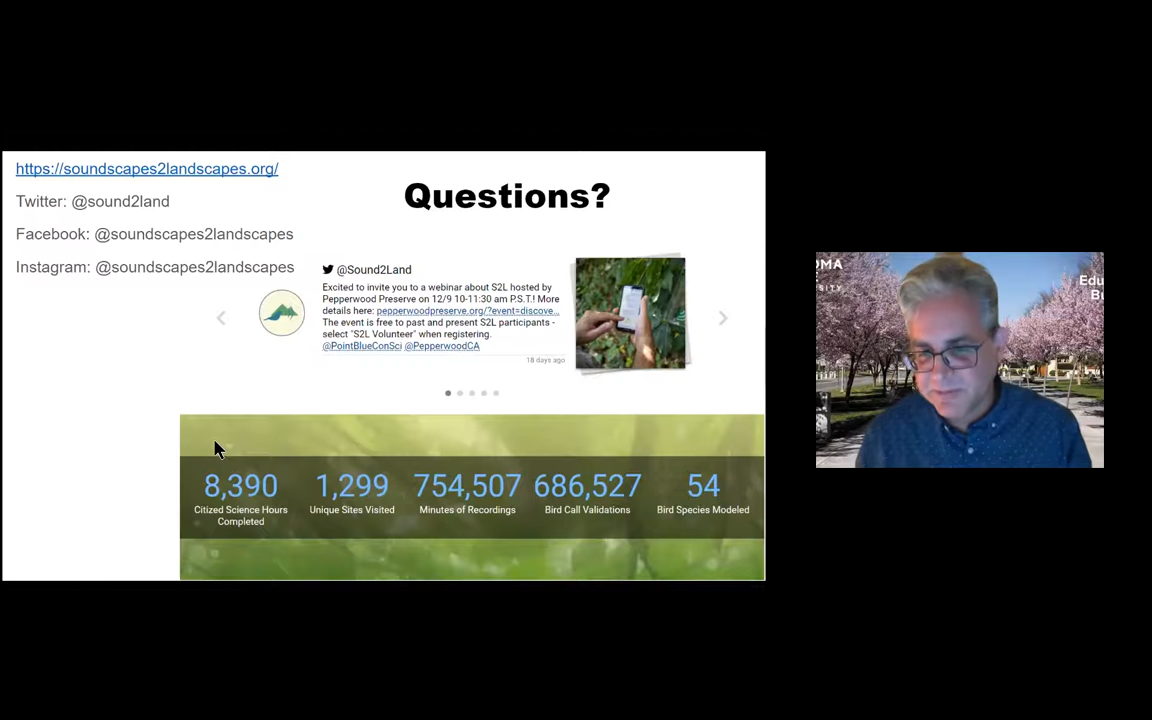 https://soundscapes2landscapes.org/
Twitter: @sound2land
Facebook: @soundscapes2landscapes
Instagram: @soundscapes2landscapes
Questions?
@Sound2Land
Excited to invite you to a webinar about S2L hosted by
Pepperwood Preserve on 12/9 10-11:30 am P.S.T.! More
details here: pepperwoodpreserve.org/?event=discove...
The event is free to past and present S2L participants -
select "S2L Volunteer" when registering.
@PointBlueConSci @PepperwoodCA
18 days ago
8,390
Citized Science Hours
Completed
1,299
Unique Sites Visited
754,507
Minutes of Recordings
686,527
Bird Call Validations
54
Bird Species Modeled
OMA
E
RSITY
Edu
Bu